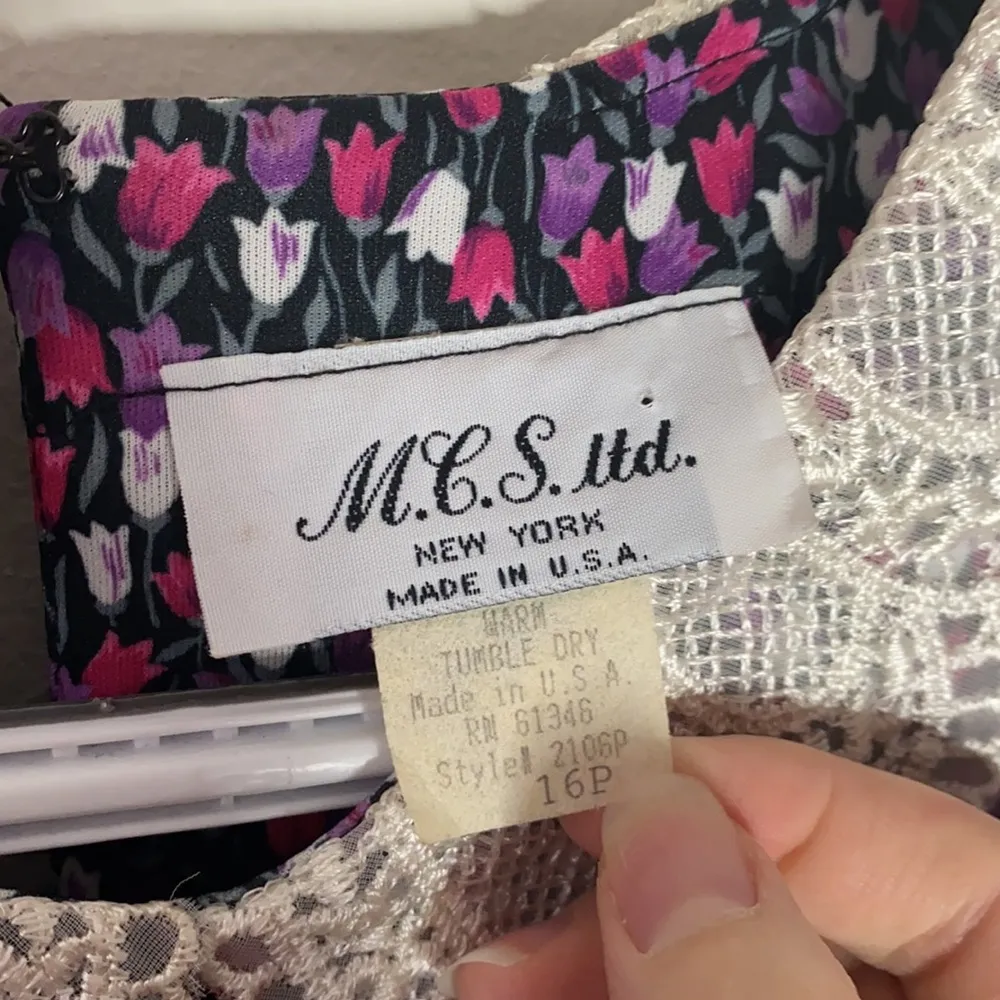 M.C.S. ltd.
NEW YORK
MADE IN U.S.A.
WARM
TUMBLE DRY
Made in U.S A.
RN 61346
Style# 2106P
16P